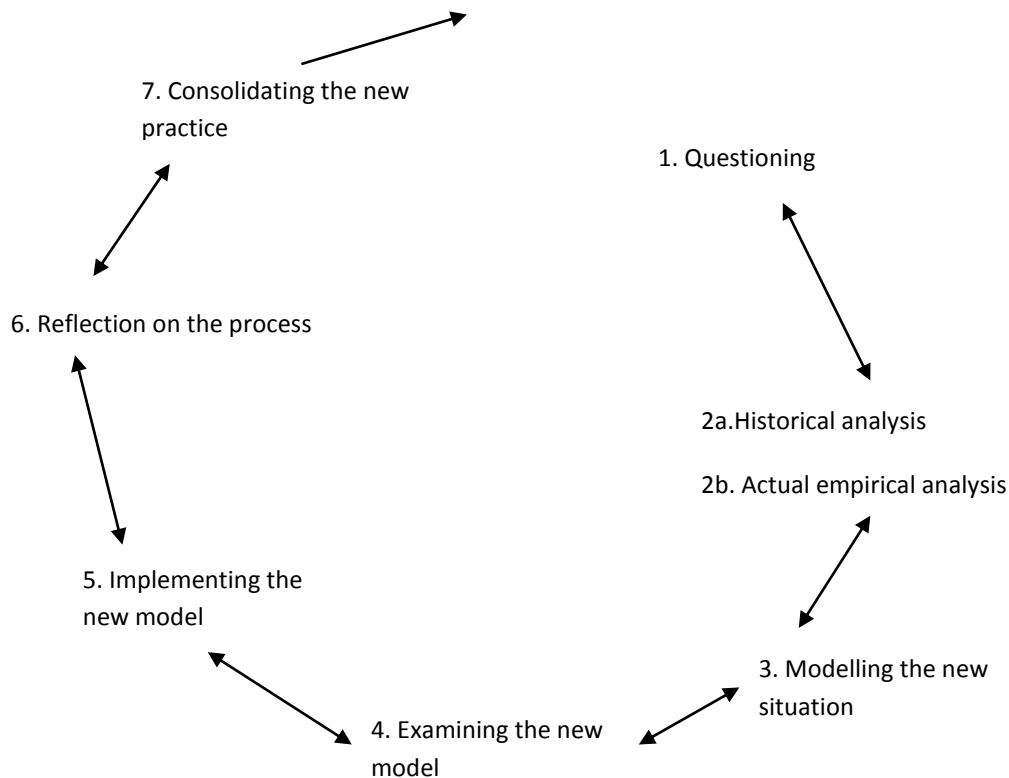 7. Consolidating the new
practice
1. Questioning
6. Reflection on the process
2a.Historical analysis
2b. Actual empirical analysis
5. Implementing the
new model
3. Modelling the new
situation
4. Examining the new
model